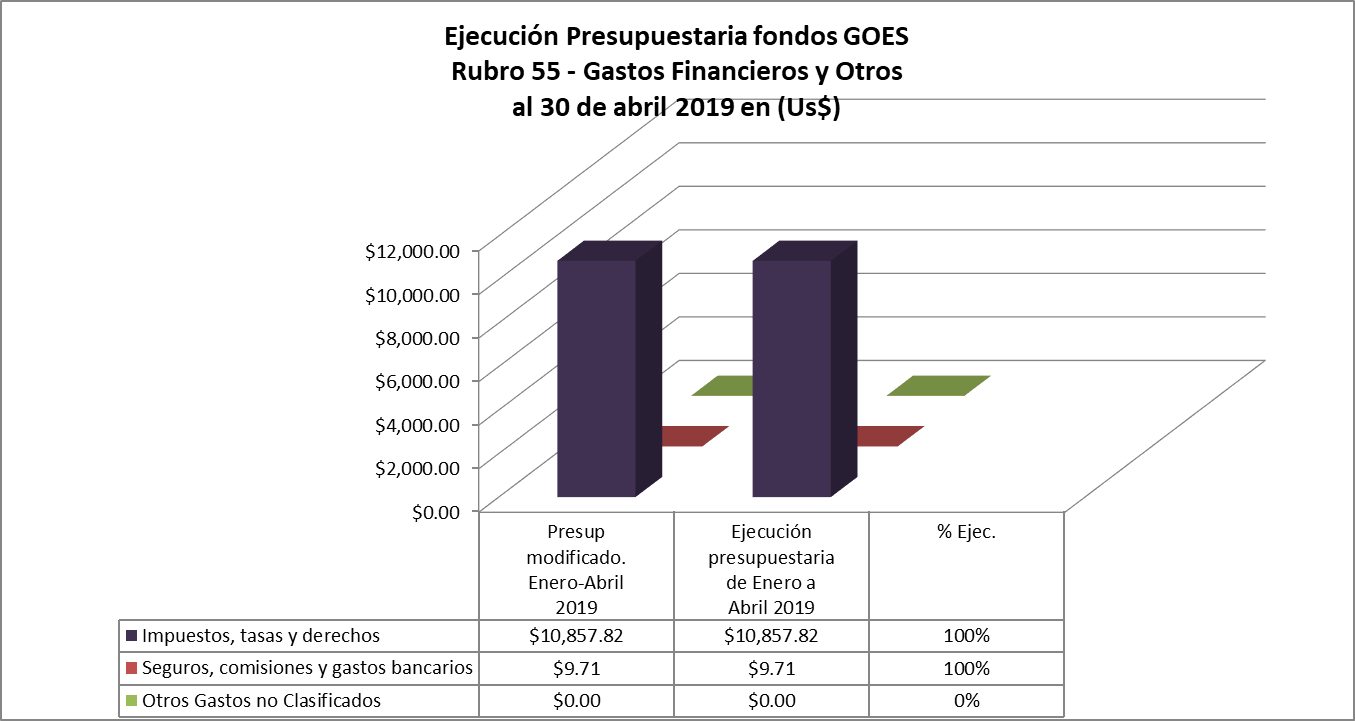 Ejecución Presupuestaria fondos GOES
Rubro 55 - Gastos Financieros y Otros
al 30 de abril 2019 en (Us$)
$12,000.00
$10,000.00
$8,000.00
$6,000.00
$4,000.00
$2,000.00
$0.00
Presup
modificado.
Enero-Abril
2019
Ejecución
presupuestaria
de Enero a
Abril 2019
% Ejec.
Impuestos, tasas y derechos $10,857.82 $10,857.82 100%
Seguros, comisiones y gastos bancarios $9.71 $9.71 100%
Otros Gastos no Clasificados $0.00 $0.00 0%